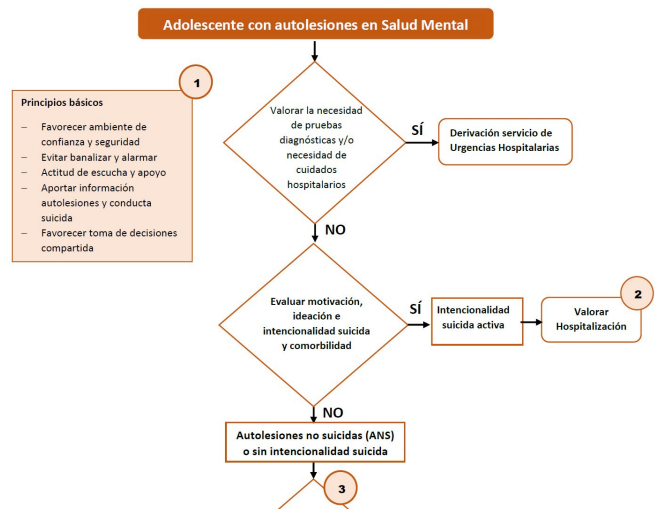 Adolescente con autolesiones en Salud Mental
1
Principios básicos
– Favorecer ambiente de
confianza y seguridad
– Evitar banalizar y alarmar
– Actitud de escucha y apoyo
– Aportar información
autolesiones y conducta
suicida
– Favorecer toma de decisiones
compartida
Valorar la necesidad
de pruebas
diagnósticas y/o
necesidad de
cuidados
hospitalarios
SÍ
Derivación servicio de
Urgencias Hospitalarias
NO
Evaluar motivación,
ideación e
intencionalidad suicida
y comorbilidad
SÍ
Intencionalidad
suicida activa
2
Valorar
Hospitalización
NO
Autolesiones no suicidas (ANS)
o sin intencionalidad suicida
3